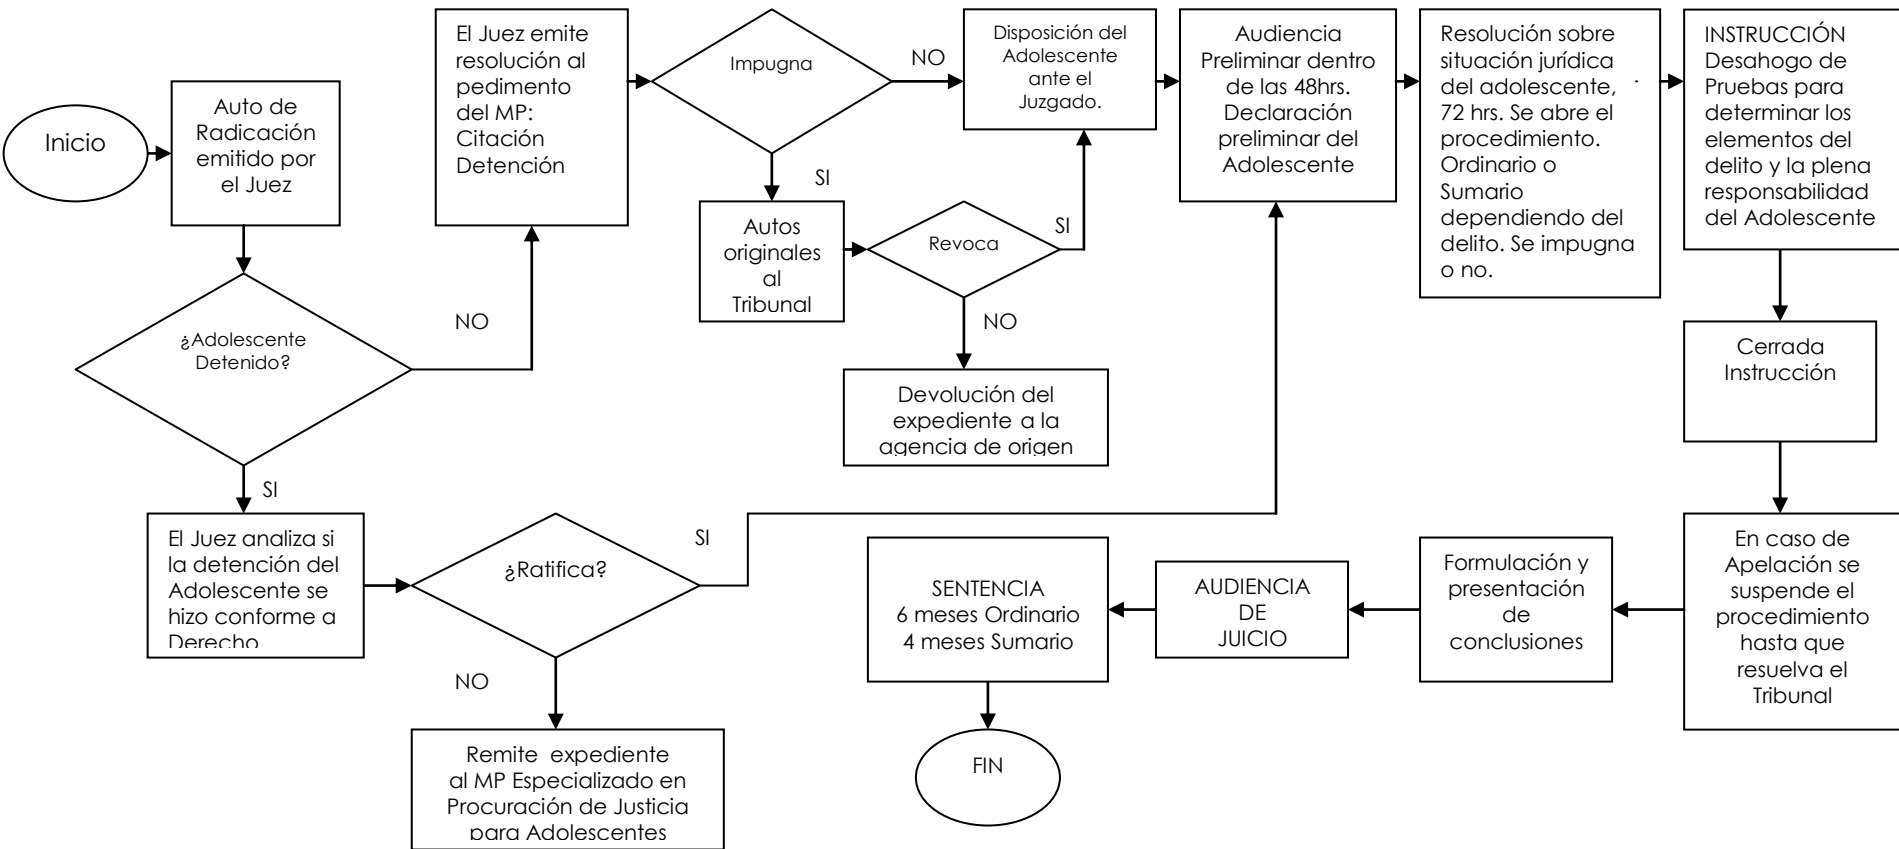 Inicio
Auto de
Radicación
emitido por
el Juez
¿Adolescente
Detenido?
NO
SI
El Juez emite
resolución al
pedimento
del MP:
Citación
Detención
Impugna
NO
SI
Autos
originales
al
Tribunal
Revoca
SI
NO
Devolución del
expediente a la
agencia de origen
Disposición del
Adolescente
ante el
Juzgado.
Audiencia
Preliminar dentro
de las 48hrs.
Declaración
preliminar del
Adolescente
Resolución sobre
situación jurídica
del adolescente,
72 hrs. Se abre el
procedimiento.
Ordinario o
Sumario
dependiendo del
delito. Se impugna
o no.
INSTRUCCIÓN
Desahogo de
Pruebas para
determinar los
elementos del
delito y la plena
responsabilidad
del Adolescente
Cerrada
Instrucción
El Juez analiza si
la detención del
Adolescente se
hizo conforme a
Derecho
¿Ratifica?
SI
NO
Remite expediente
al MP Especializado en
Procuración de Justicia
para Adolescentes
En caso de
Apelación se
suspende el
procedimiento
hasta que
resuelva el
Tribunal
Formulación y
presentación
de
conclusiones
AUDIENCIA
DE
JUICIO
SENTENCIA
6 meses Ordinario
4 meses Sumario
FIN